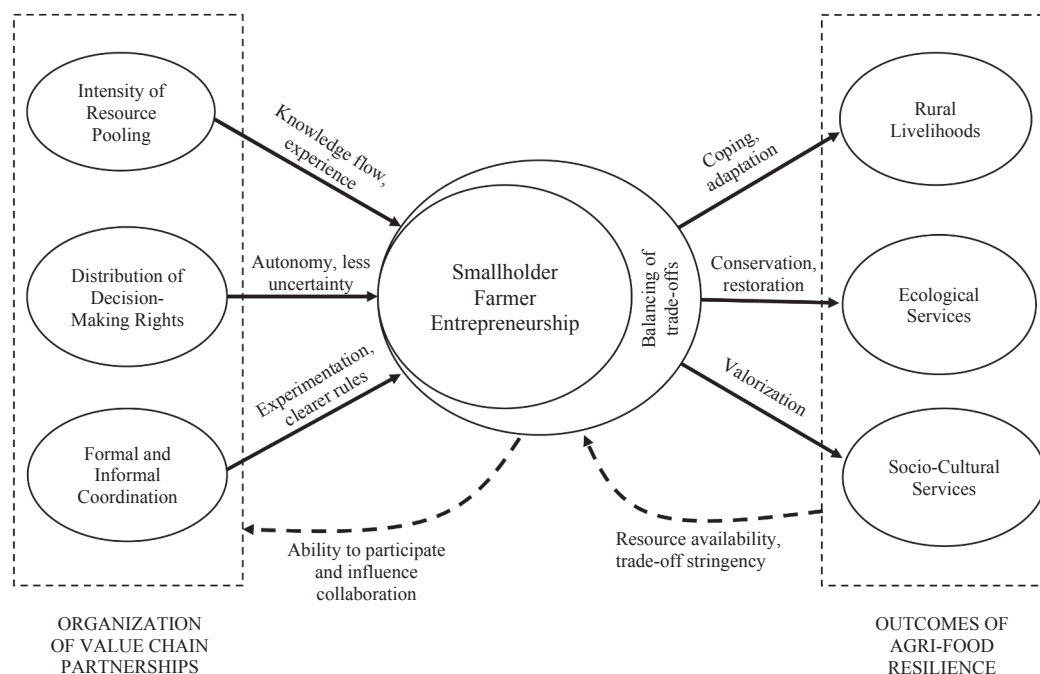 Intensity of
Resource
Pooling
Knowledge flow,
experience
Distribution of
Decision-
Making Rights
Autonomy, less
uncertainty
Formal and
Informal
Coordination
Experimentation,
clearer rules
Smallholder
Farmer
Entrepreneurship
Balancing of
trade-offs
Coping,
adaptation
Rural
Livelihoods
Conservation,
restoration
Ecological
Services
Valorization
Socio-Cultural
Services
Ability to participate
and influence
collaboration
Resource availability,
trade-off stringency
ORGANIZATION
OF VALUE CHAIN
PARTNERSHIPS
OUTCOMES OF
AGRI-FOOD
RESILIENCE